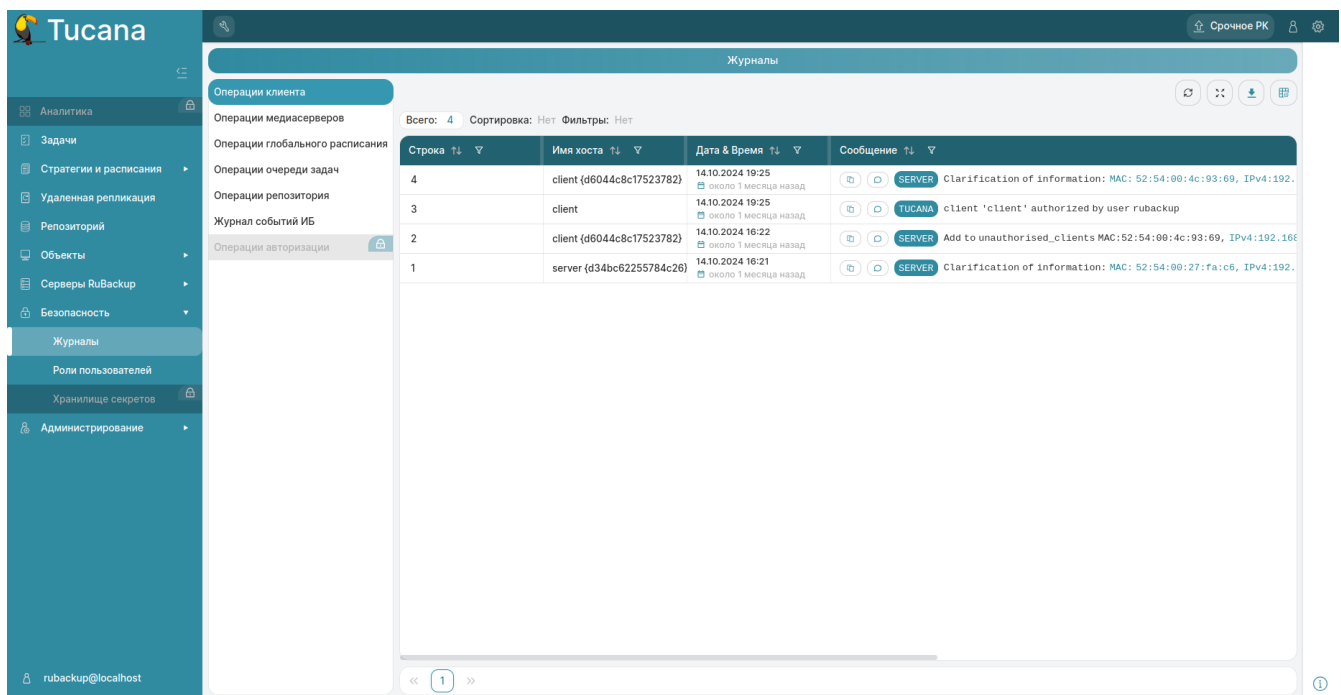 Tucana
Срочное РК
Журналы
Аналитика
Задачи
Стратегии и расписания
Удаленная репликация
Репозиторий
Объекты
Серверы RuBackup
Безопасность
Журналы
Роли пользователей
Хранилище секретов
Администрирование
rubackup@localhost
Операции клиента
Операции медиасерверов
Операции глобального расписания
Операции очереди задач
Операции репозитория
Журнал событий ИБ
Операции авторизации
Всего: 4 Сортировка: Нет Фильтры: Нет
Строка Имя хоста Дата & Время Сообщение
4 client {d6044c8c17523782} 14.10.2024 19:25 SERVER Clarification of information: MAC: 52:54:00:4c:93:69, IPv4:192.
около 1 месяца назад
3 client 14.10.2024 19:25 TUCANA client 'client' authorized by user rubackup
около 1 месяца назад
2 client {d6044c8c17523782} 14.10.2024 16:22 SERVER Add to unauthorised_clients MAC:52:54:00:4c:93:69, IPv4:192.168
около 1 месяца назад
1 server {d34bc62255784c26} 14.10.2024 16:21 SERVER Clarification of information: MAC: 52:54:00:27:fa:c6, IPv4:192.
около 1 месяца назад
« 1 »